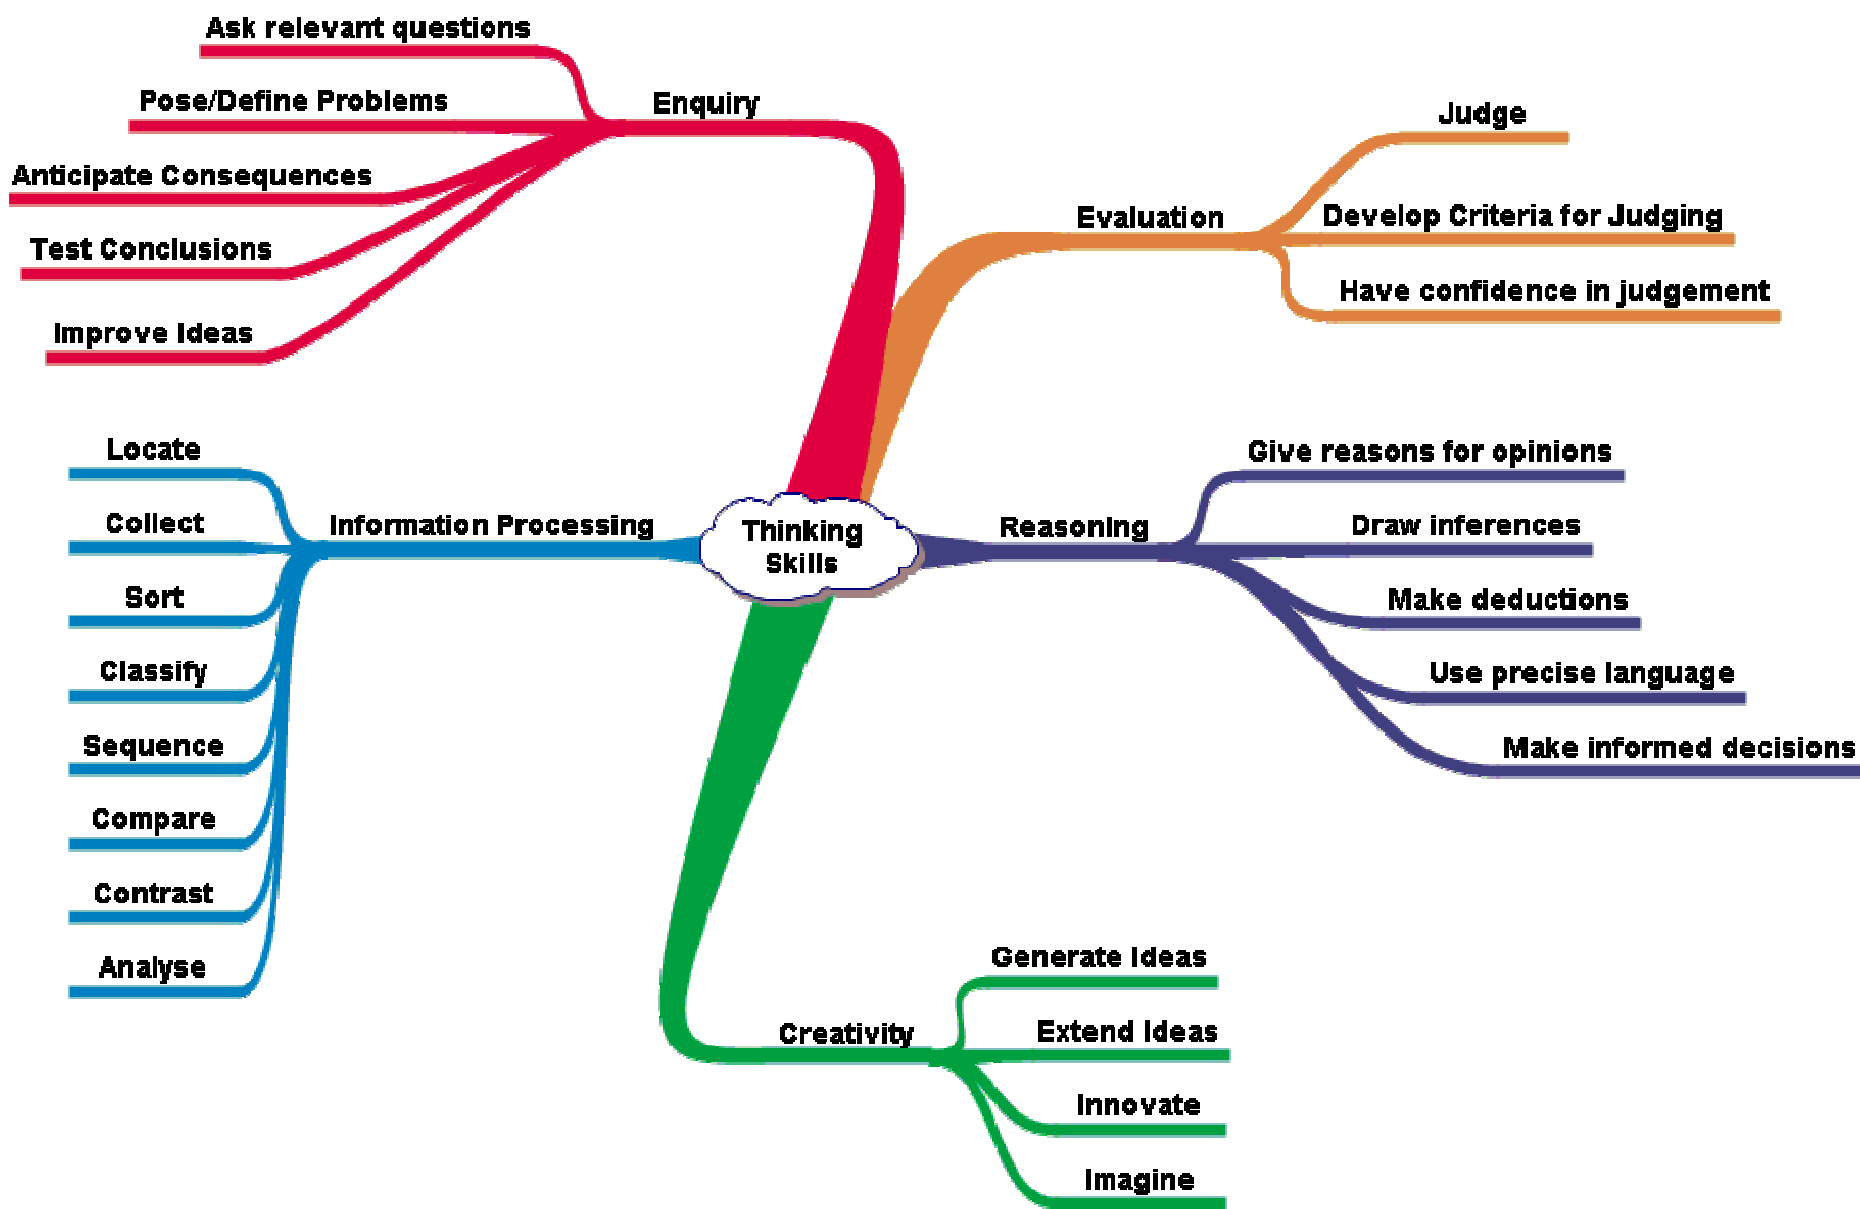 Thinking
Skills
Enquiry
Ask relevant questions
Pose/Define Problems
Anticipate Consequences
Test Conclusions
Improve Ideas
Evaluation
Judge
Develop Criteria for Judging
Have confidence in judgement
Reasoning
Give reasons for opinions
Draw inferences
Make deductions
Use precise language
Make informed decisions
Creativity
Generate Ideas
Extend Ideas
Innovate
Imagine
Information Processing
Locate
Collect
Sort
Classify
Sequence
Compare
Contrast
Analyse